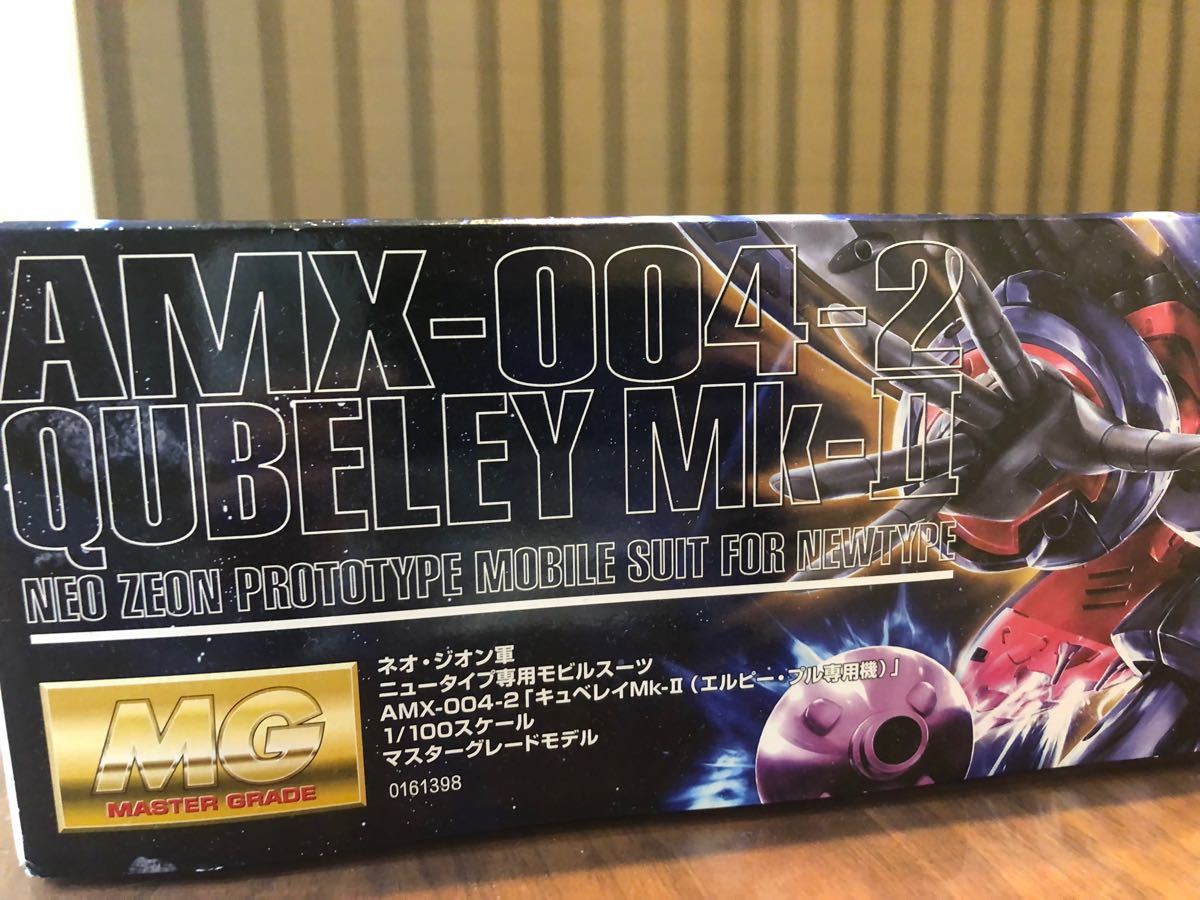 AMX-004-2
QUBELEY Mk-II
NEO ZEON PROTOTYPE MOBILE SUIT FOR NEWTYPE
MG
MASTER GRADE
ネオ・ジオン軍
ニュータイプ専用モビルスーツ
AMX-004-2「キュベレイMk-Ⅱ（エルピー・プル専用機）」
1/100スケール
マスターグレードモデル
0161398